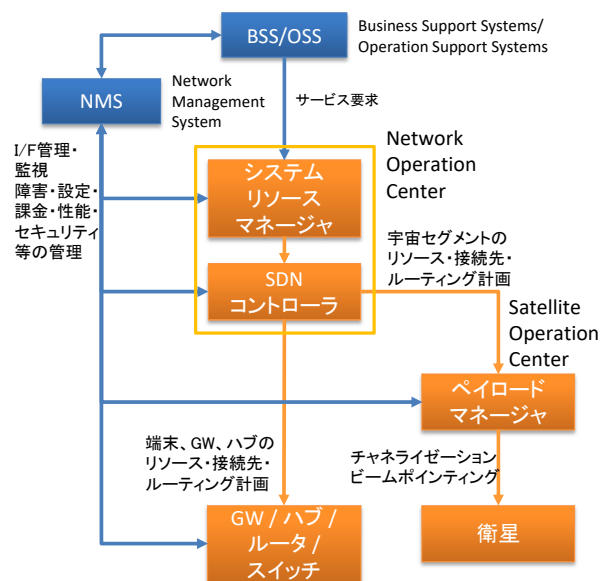 BSS/OSS
Business Support Systems/
Operation Support Systems
NMS
Network
Management
System
サービス要求
I/F管理・
監視
障害・設定・
課金・性能・
セキュリティ
等の管理
Network
Operation
Center
システム
リソース
マネージャ
宇宙セグメントの
リソース・接続先・
ルーティング計画
SDN
コントローラ
Satellite
Operation
Center
ペイロード
マネージャ
端末、GW、ハブの
リソース・接続先・
ルーティング計画
チャネライゼーション
ビームポインティング
GW / ハブ /
ルータ /
スイッチ
衛星